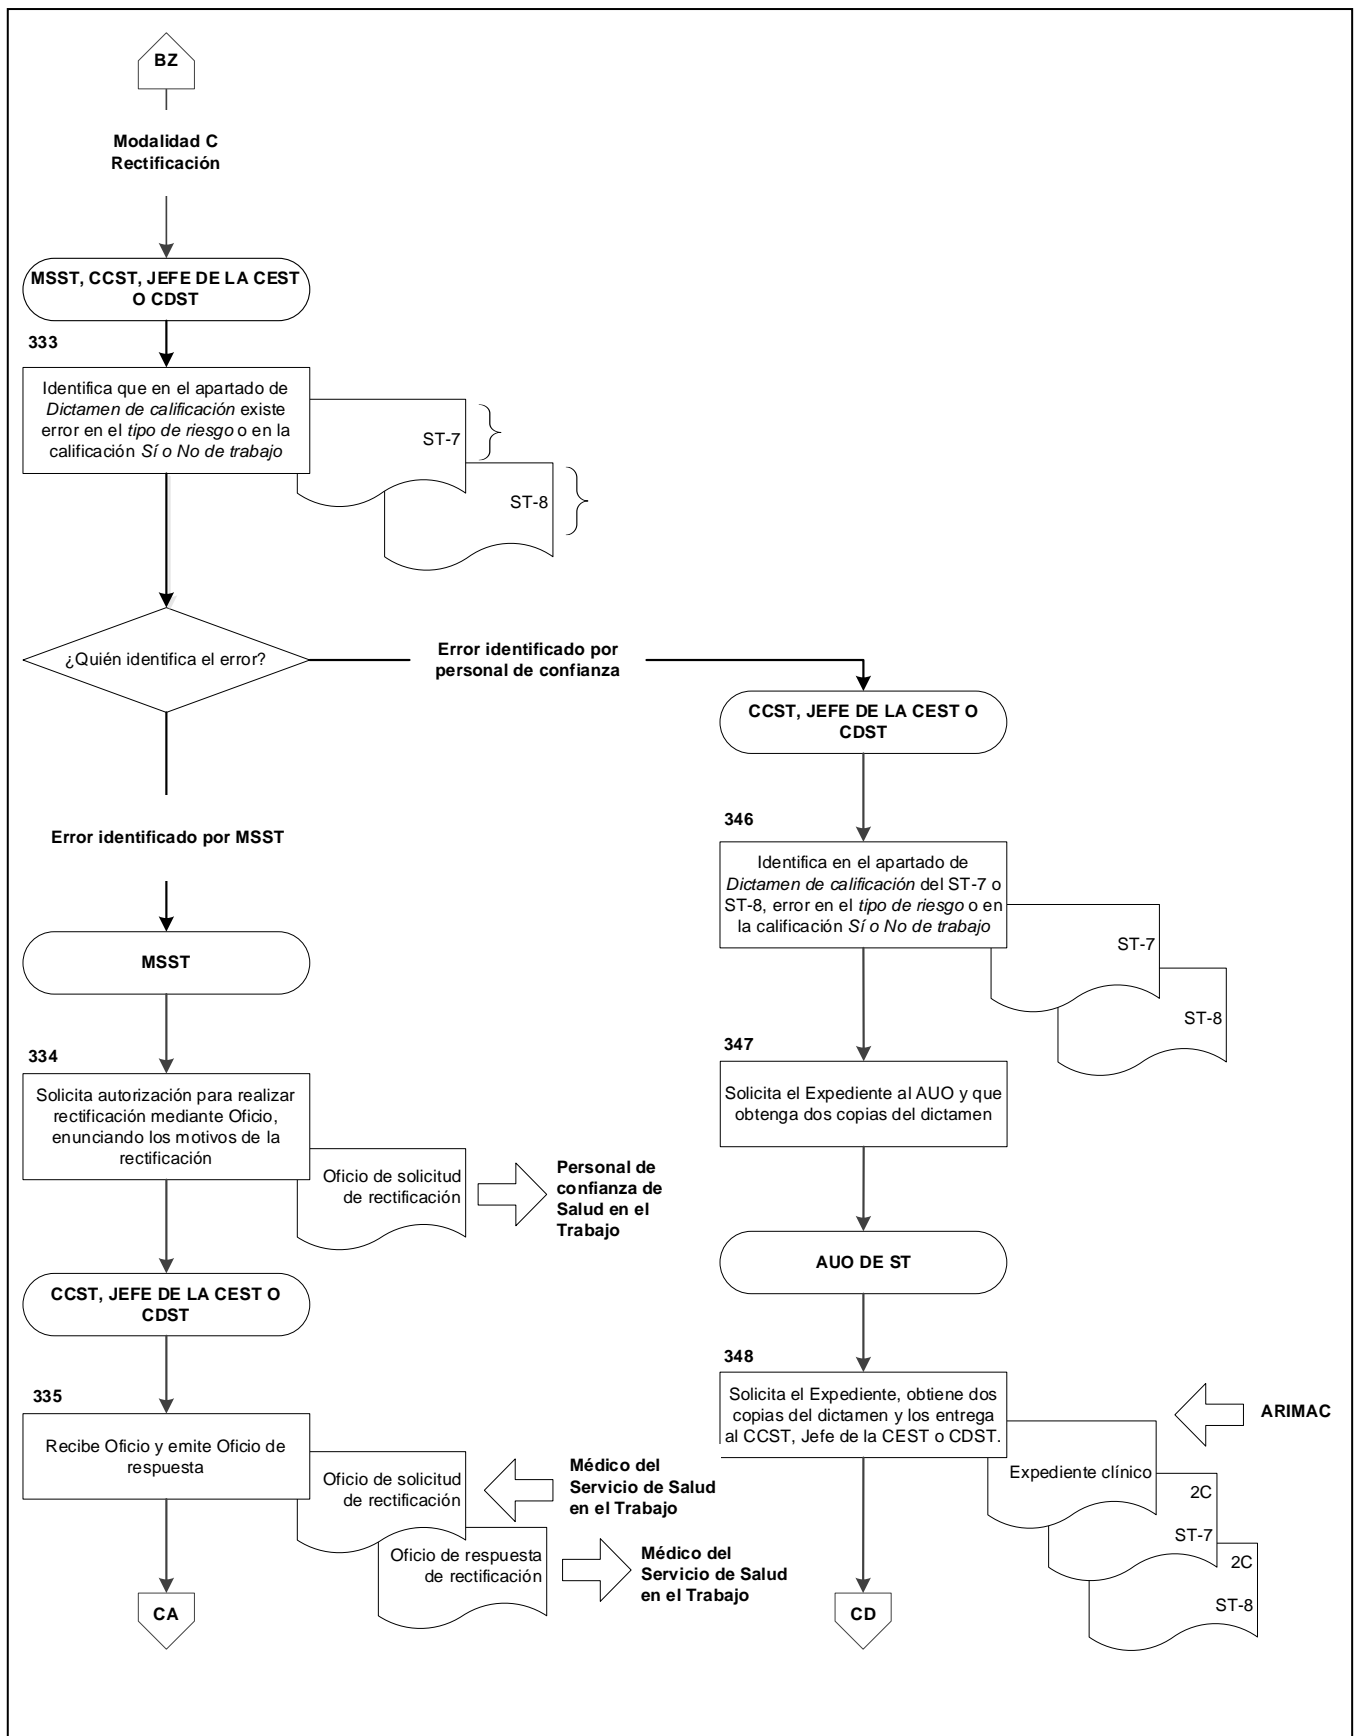 BZ
Modalidad C
Rectificación
MSST, CCST, JEFE DE LA CEST
O CDST
333
Identifica que en el apartado de
Dictamen de calificación existe
error en el tipo de riesgo o en la
calificación Sí o No de trabajo
ST-7
ST-8
¿Quién identifica el error?
Error identificado por
personal de confianza
Error identificado por MSST
MSST
334
Solicita autorización para realizar
rectificación mediante Oficio,
enunciando los motivos de la
rectificación
Oficio de solicitud
de rectificación
Personal de
confianza de
Salud en el
Trabajo
CCST, JEFE DE LA CEST O
CDST
335
Recibe Oficio y emite Oficio de
respuesta
Oficio de solicitud
de rectificación
Médico del
Servicio de Salud
en el Trabajo
Oficio de respuesta
de rectificación
Médico del
Servicio de Salud
en el Trabajo
CA
CCST, JEFE DE LA CEST O
CDST
346
Identifica en el apartado de
Dictamen de calificación del ST-7 o
ST-8, error en el tipo de riesgo o en
la calificación Sí o No de trabajo
ST-7
ST-8
347
Solicita el Expediente al AUO y que
obtenga dos copias del dictamen
AUO DE ST
348
Solicita el Expediente, obtiene dos
copias del dictamen y los entrega
al CCST, Jefe de la CEST o CDST.
ARIMAC
Expediente clínico
2C
ST-7
2C
ST-8
CD